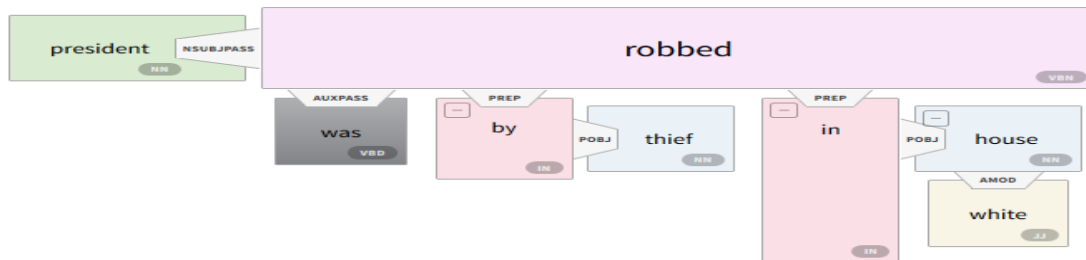 president NSUBJPASS robbed
NN
VBN
AUXPASS PREP PREP
was by thief in house
POBJ POBJ
VBD IN NN NN
AMOD
white
JJ
IN